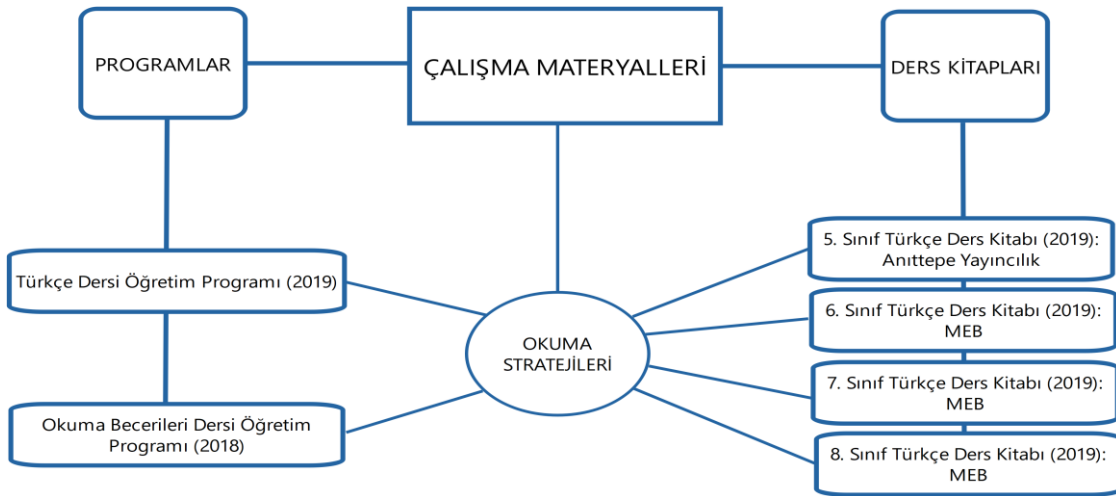 PROGRAMLAR
ÇALIŞMA MATERYALLERİ
DERS KİTAPLARI
Türkçe Dersi Öğretim Programı (2019)
Okuma Becerileri Dersi Öğretim
Programı (2018)
OKUMA
STRATEJİLERİ
5. Sınıf Türkçe Ders Kitabı (2019):
Anıttepe Yayıncılık
6. Sınıf Türkçe Ders Kitabı (2019):
MEB
7. Sınıf Türkçe Ders Kitabı (2019):
MEB
8. Sınıf Türkçe Ders Kitabı (2019):
MEB